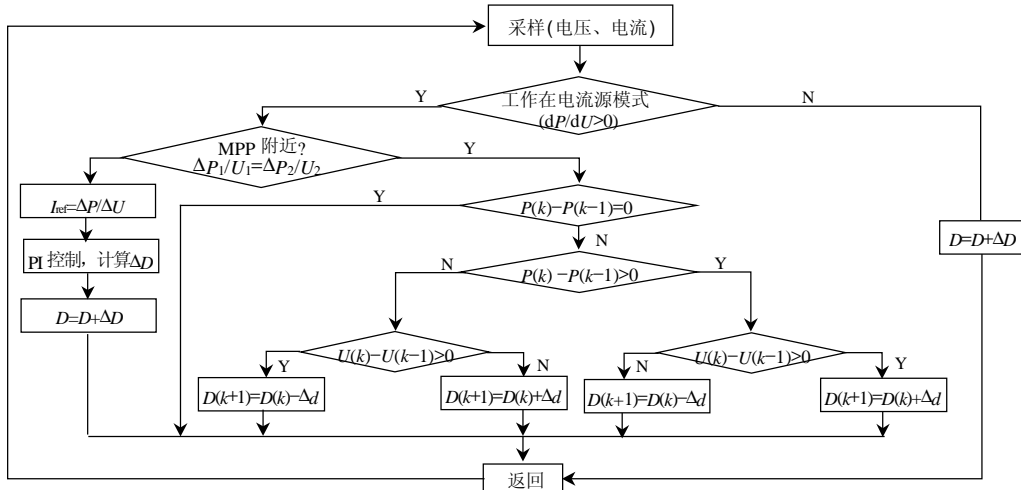 采样(电压、电流)
Y
工作在电流源模式
(dP/dU>0)
N
MPP 附近?
ΔP₁/U₁=ΔP₂/U₂
Y
Iref=ΔP/ΔU
Y
P(k)−P(k−1)=0
N
D=D+ΔD
PI 控制，计算ΔD
N
P(k)−P(k−1)>0
Y
D=D+ΔD
U(k)−U(k−1)>0
U(k)−U(k−1)>0
Y
N
N
Y
D(k+1)=D(k)−Δd
D(k+1)=D(k)+Δd
D(k+1)=D(k)−Δd
D(k+1)=D(k)+Δd
返回